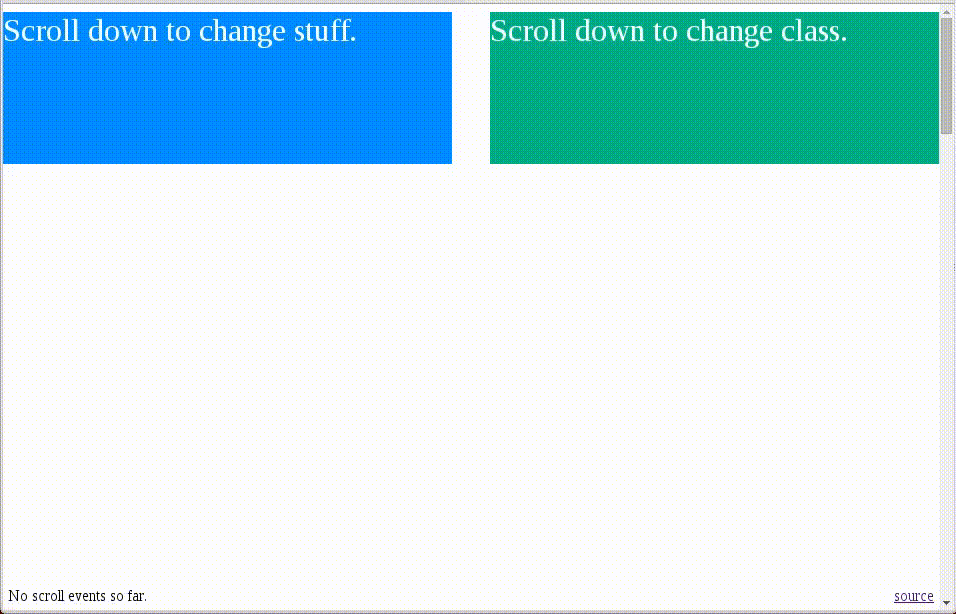 Scroll down to change stuff.
Scroll down to change class.
No scroll events so far.
source